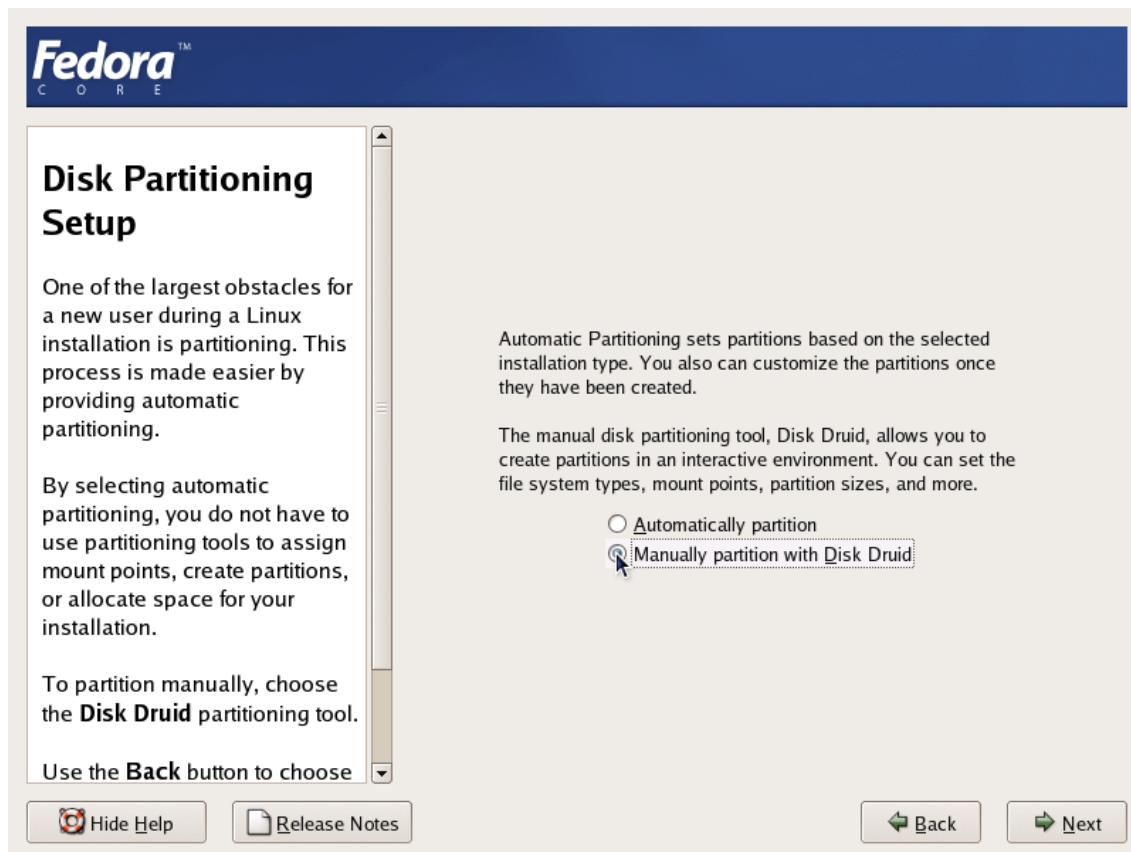 Fedora™
CORE
Disk Partitioning
Setup
One of the largest obstacles for
a new user during a Linux
installation is partitioning. This
process is made easier by
providing automatic
partitioning.
By selecting automatic
partitioning, you do not have to
use partitioning tools to assign
mount points, create partitions,
or allocate space for your
installation.
To partition manually, choose
the Disk Druid partitioning tool.
Use the Back button to choose
Automatic Partitioning sets partitions based on the selected
installation type. You also can customize the partitions once
they have been created.
The manual disk partitioning tool, Disk Druid, allows you to
create partitions in an interactive environment. You can set the
file system types, mount points, partition sizes, and more.
Automatically partition
Manually partition with Disk Druid
Hide Help
Release Notes
Back
Next